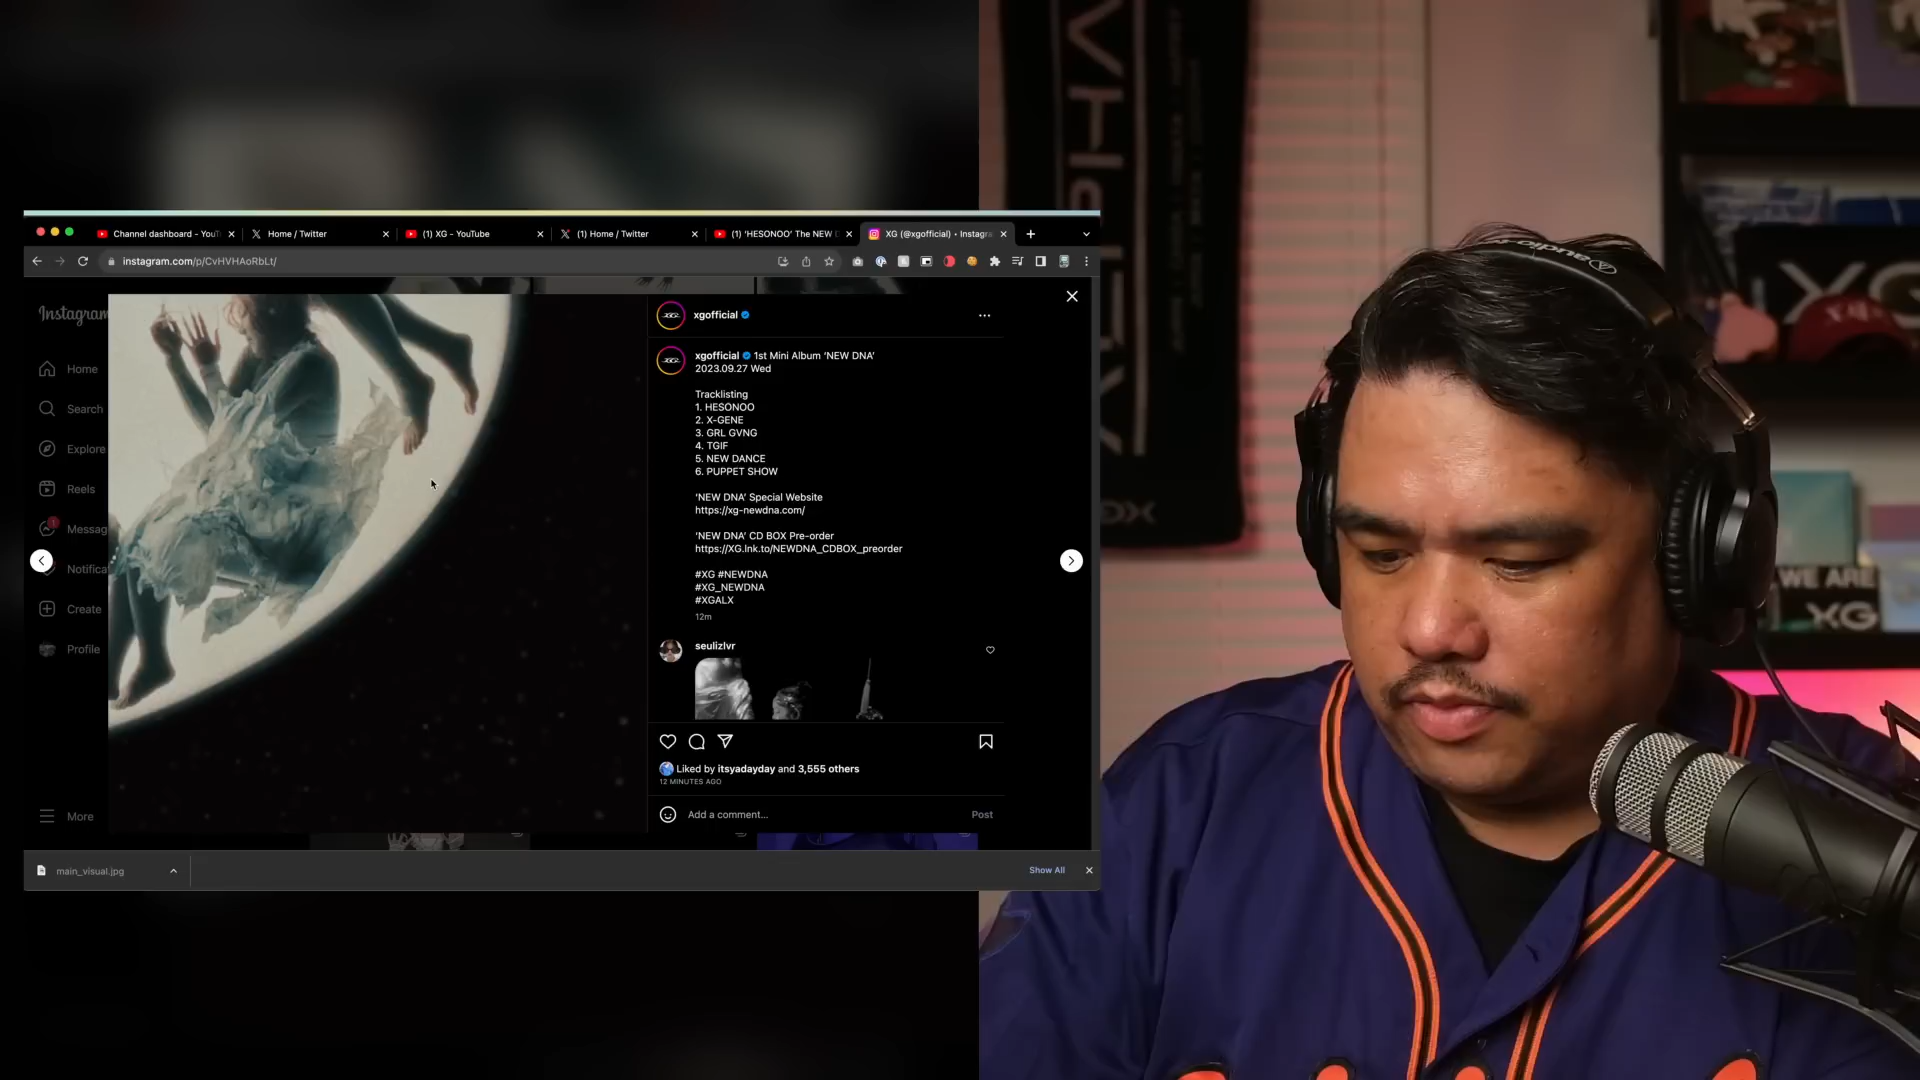 Channel dashboard - YouT
Home / Twitter
(1) XG - YouTube
(1) Home / Twitter
(1) 'HESONOO' The NEW D
XG (@xgofficial) • Instagra
instagram.com/p/CvHVHAoRbLt/
Instagram
Home
Search
Explore
Reels
1
Messag
Notifica
Create
Profile
More
xgofficial
xgofficial 1st Mini Album ‘NEW DNA’
2023.09.27 Wed
Tracklisting
1. HESONOO
2. X-GENE
3. GRL GVNG
4. TGIF
5. NEW DANCE
6. PUPPET SHOW
‘NEW DNA’ Special Website
https://xg-newdna.com/
‘NEW DNA’ CD BOX Pre-order
https://XG.lnk.to/NEWDNA_CDBOX_preorder
#XG #NEWDNA
#XG_NEWDNA
#XGALX
12m
seulizlvr
Liked by itsyadayday and 3,555 others
12 MINUTES AGO
Add a comment...
Post
main_visual.jpg
Show All
audio-te
XG
WE ARE
XG